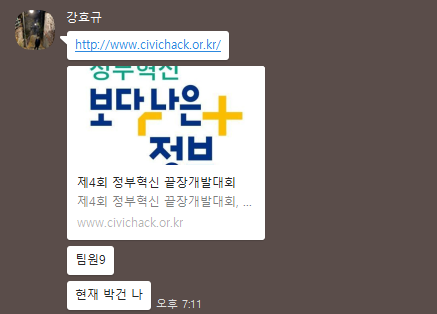 강효규
http://www.civichack.or.kr/
정부혁신
보다나은
정부
제4회 정부혁신 끝장개발대회
제4회 정부혁신 끝장개발대회, ...
www.civichack.or.kr
팀원9
현재 박건 나
오후 7:11